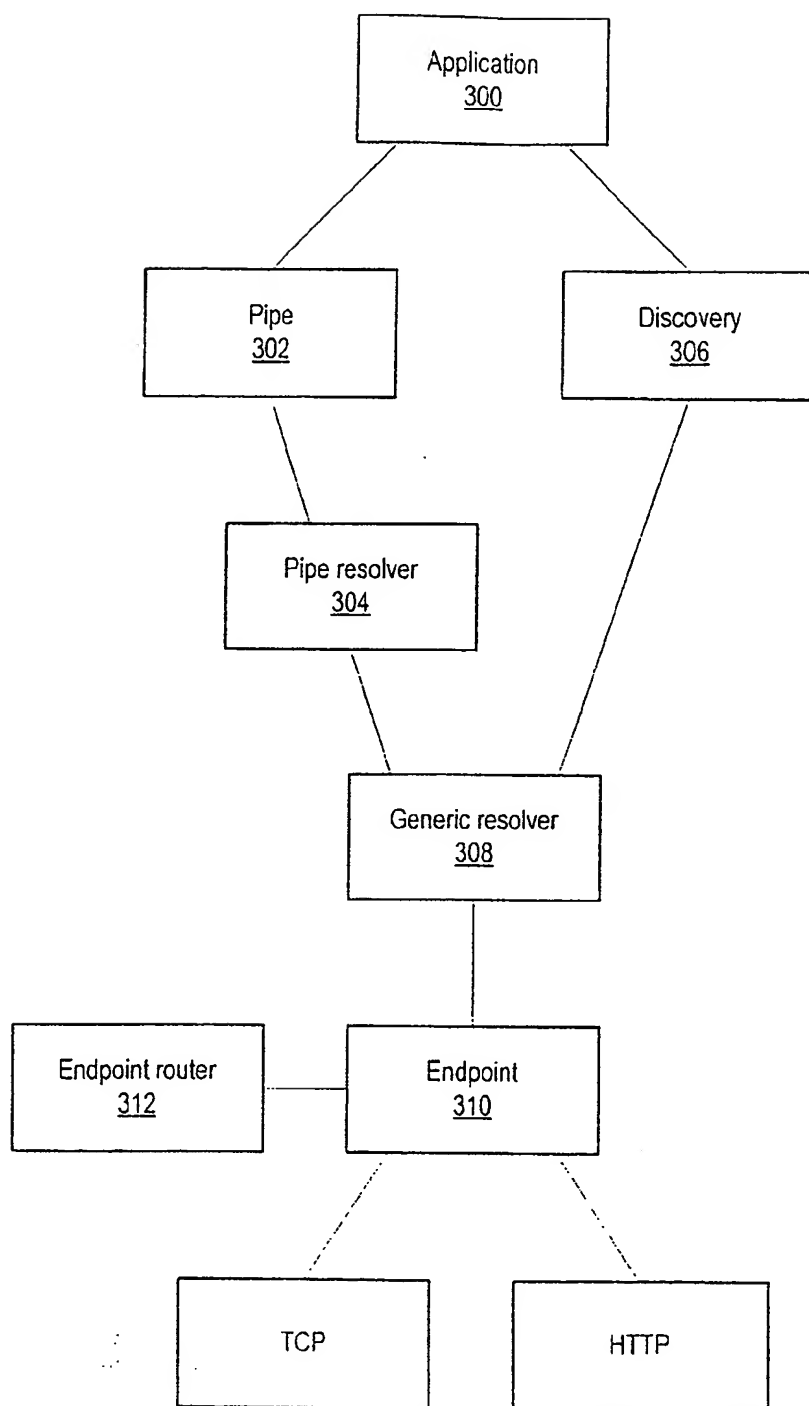 Application
300
Pipe
302
Discovery
306
Pipe resolver
304
Generic resolver
308
Endpoint router
312
Endpoint
310
TCP
HTTP